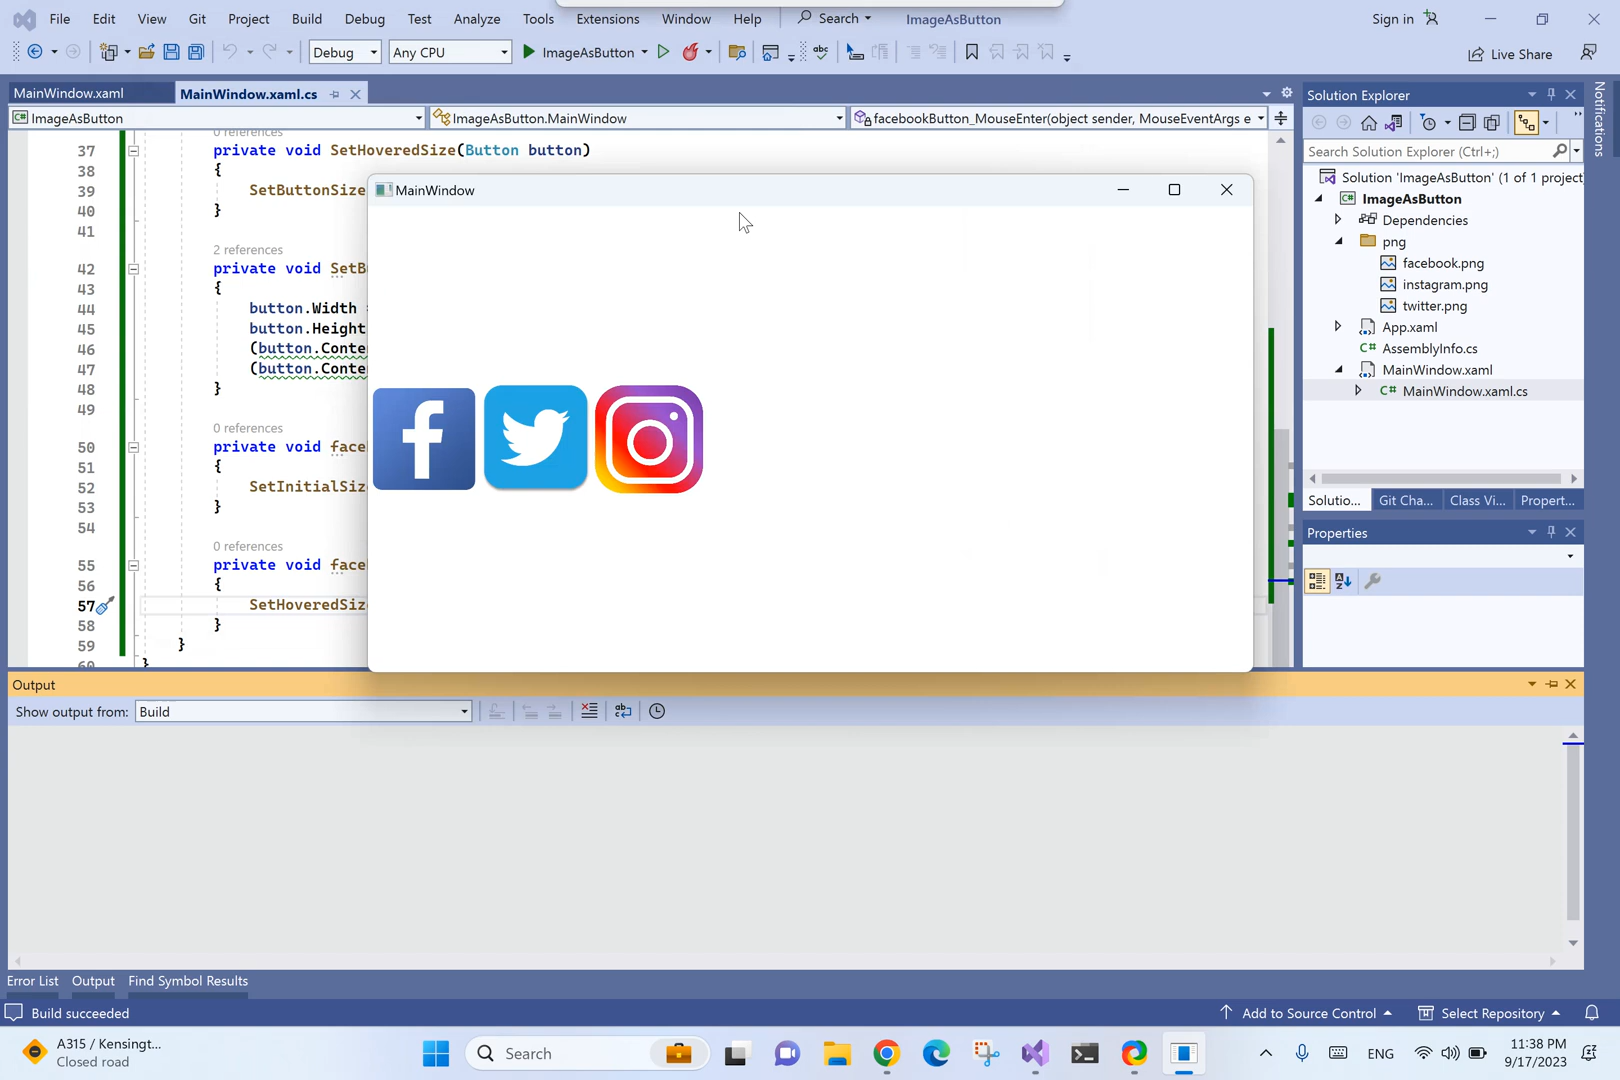 File Edit View Git Project Build Debug Test Analyze Tools Extensions Window Help Search ImageAsButton Sign in
Debug Any CPU ImageAsButton Live Share
MainWindow.xaml MainWindow.xaml.cs
ImageAsButton ImageAsButton.MainWindow facebookButton_MouseEnter(object sender, MouseEventArgs e
0 references
37 private void SetHoveredSize(Button button)
38 {
39 SetButtonSize
40 }
41
2 references
42 private void SetB
43 {
44 button.Width =
45 button.Height
46 (button.Conte
47 (button.Conte
48 }
49
0 references
50 private void face
51 {
52 SetInitialSiz
53 }
54
0 references
55 private void face
56 {
57 SetHoveredSiz
58 }
59 }
60 }
MainWindow
Solution Explorer
Search Solution Explorer (Ctrl+;)
Solution 'ImageAsButton' (1 of 1 project)
ImageAsButton
Dependencies
png
facebook.png
instagram.png
twitter.png
App.xaml
AssemblyInfo.cs
MainWindow.xaml
MainWindow.xaml.cs
Solutio... Git Cha... Class Vi... Propert...
Properties
Notifications
Output
Show output from: Build
Error List Output Find Symbol Results
Build succeeded Add to Source Control Select Repository
A315 / Kensingt...
Closed road
Search
ENG
11:38 PM
9/17/2023